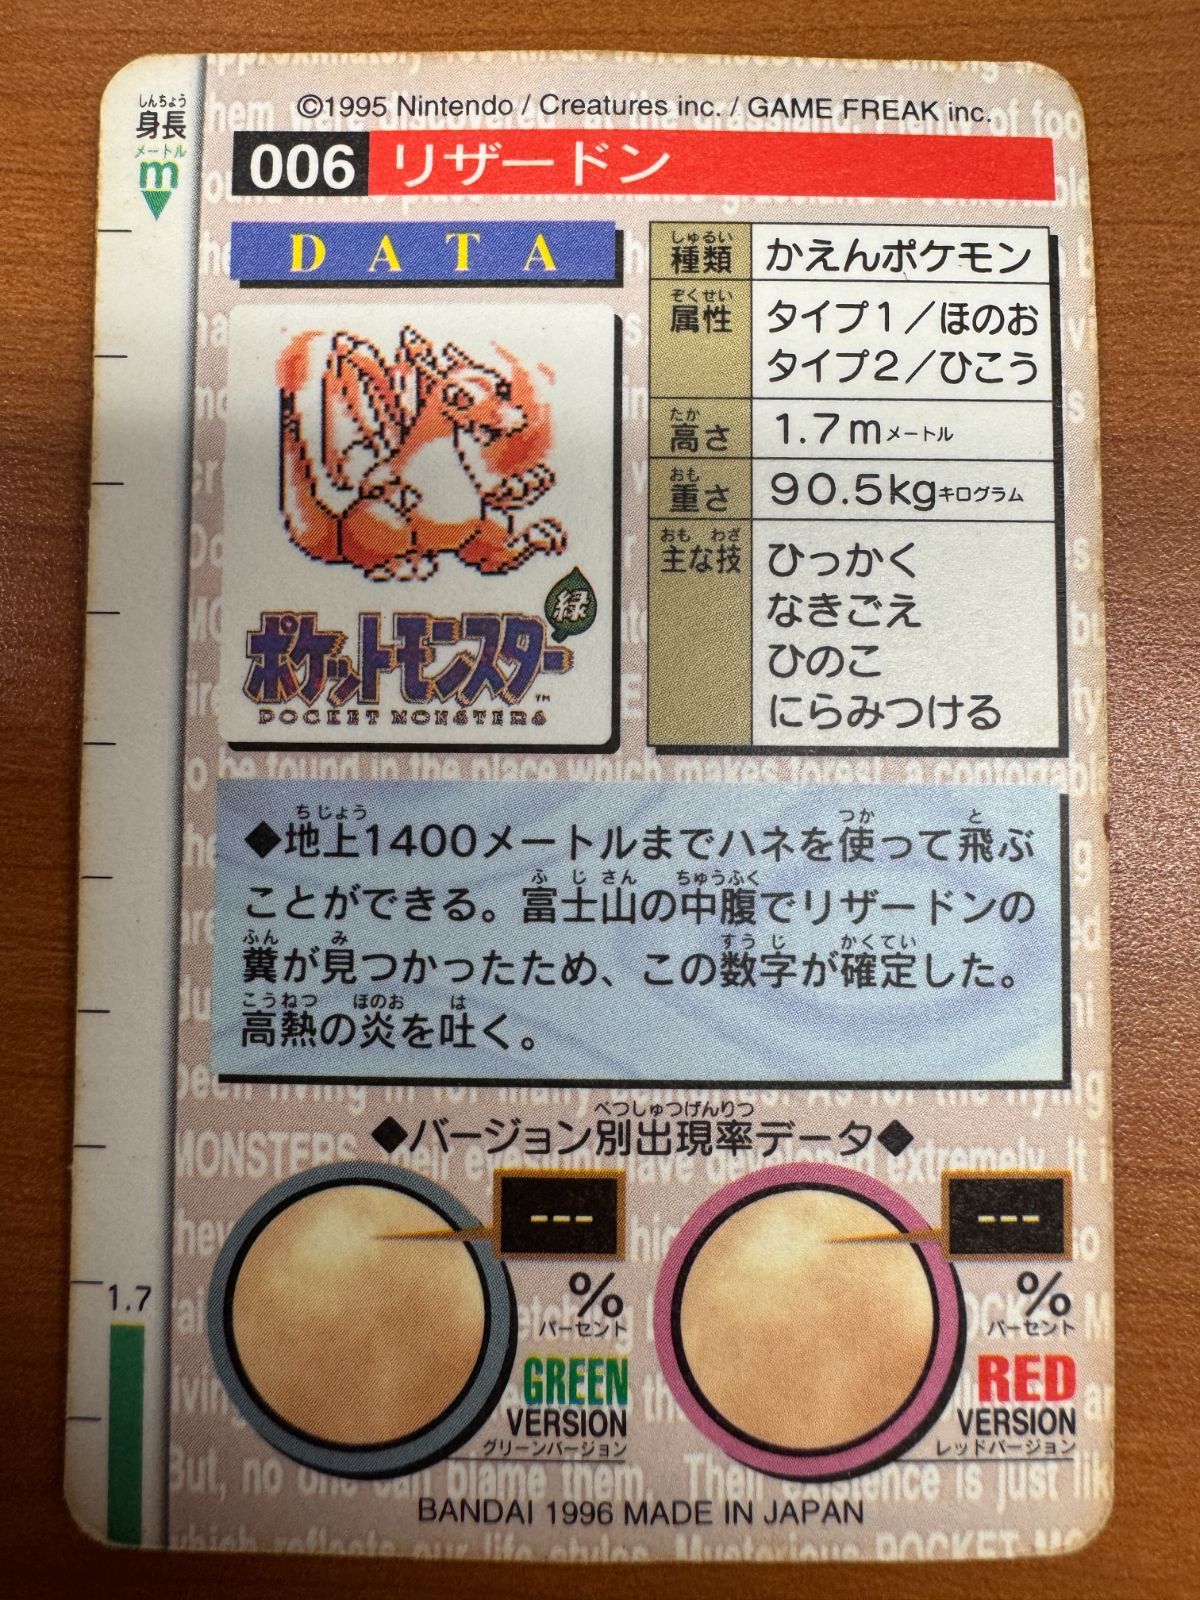 しんちょう
身長
メートル
m
©1995 Nintendo / Creatures inc. / GAME FREAK inc.
006 リザードン
DATA
緑
ポケットモンスター
TM
POCKET MONSTERS
しゅるい
種類 かえんポケモン
ぞくせい
属性 タイプ1／ほのお
タイプ2／ひこう
たか
高さ 1.7mメートル
おも
重さ 90.5kgキログラム
おも わざ
主な技 ひっかく
なきごえ
ひのこ
にらみつける
ちじょう つか と
◆地上1400メートルまでハネを使って飛ぶ
ふじさん ちゅうふく
ことができる。富士山の中腹でリザードンの
ふん み すうじ かくてい
糞が見つかったため、この数字が確定した。
こうねつ ほのお は
高熱の炎を吐く。
べつしゅつげんりつ
◆バージョン別出現率データ◆
---
%
パーセント
GREEN
VERSION
グリーンバージョン
---
%
パーセント
RED
VERSION
レッドバージョン
1.7
BANDAI 1996 MADE IN JAPAN